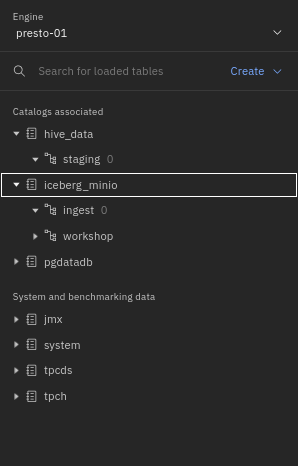 Engine
presto-01
Search for loaded tables
Create
Catalogs associated
hive_data
staging 0
iceberg_minio
ingest 0
workshop
pgdatadb
System and benchmarking data
jmx
system
tpcds
tpch